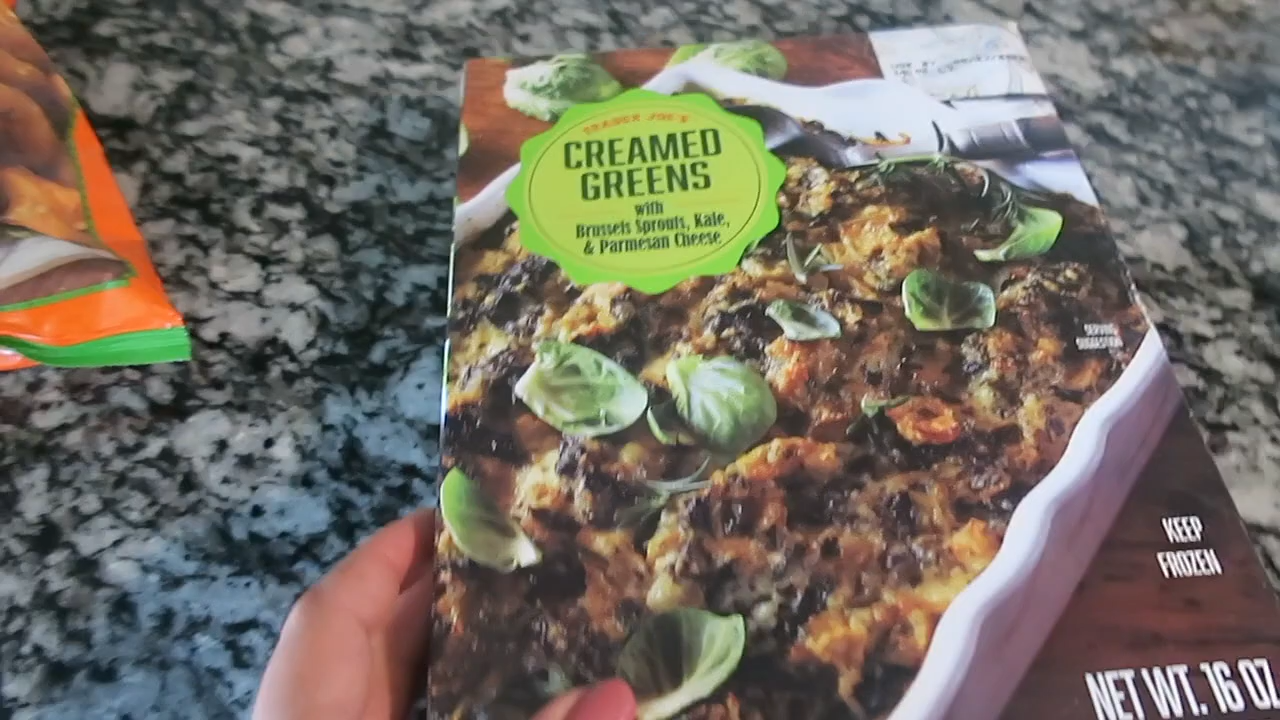 TRADER JOE'S
CREAMED
GREENS
with
Brussels Sprouts, Kale,
& Parmesan Cheese
SERVING
SUGGESTION
KEEP
FROZEN
NET WT. 16 OZ